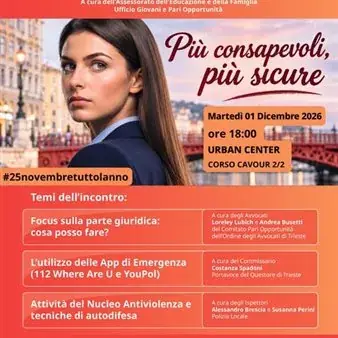 A cura dell'Assessorato dell'Educazione e della Famiglia
Ufficio Giovani e Pari Opportunità
Più consapevoli,
più sicure
Martedì 01 Dicembre 2026
ore 18:00
URBAN CENTER
CORSO CAVOUR 2/2
#25novembretuttolanno
Temi dell'incontro:
Focus sulla parte giuridica:
cosa posso fare?
A cura degli Avvocati
Loreley Lubich e Andrea Busetti
del Comitato Pari Opportunità
dell'Ordine degli Avvocati di Trieste
L'utilizzo delle App di Emergenza
(112 Where Are U e YouPol)
A cura del Commissario
Costanza Spadoni
Portavoce del Questore di Trieste
Attività del Nucleo Antiviolenza e
tecniche di autodifesa
A cura degli Ispettori
Alessandro Brescia e Susanna Perini
Polizia Locale